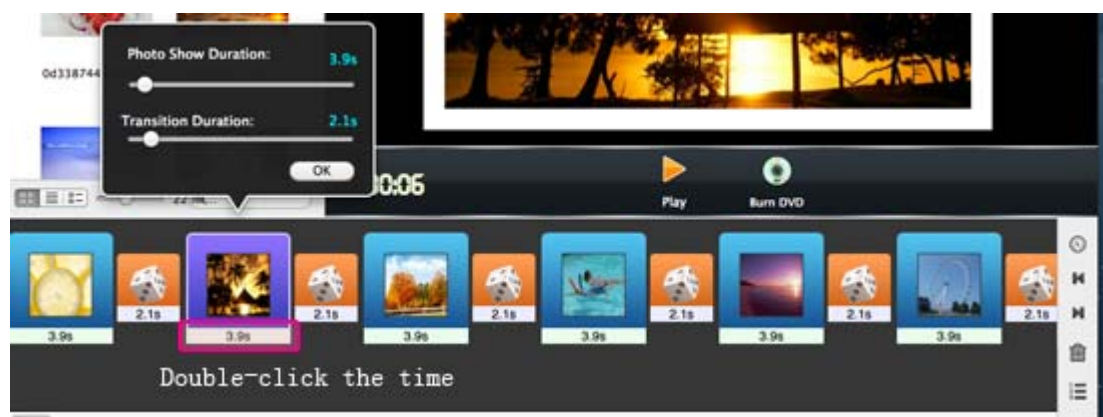 Photo Show Duration: 3.9s
0d338744
Transition Duration: 2.1s
OK
00:06
22
Play
Burn DVD
2.1s 2.1s 2.1s 2.1s 2.1s 2.1s
3.9s 3.9s 3.9s 3.9s 3.9s 3.9s
Double-click the time